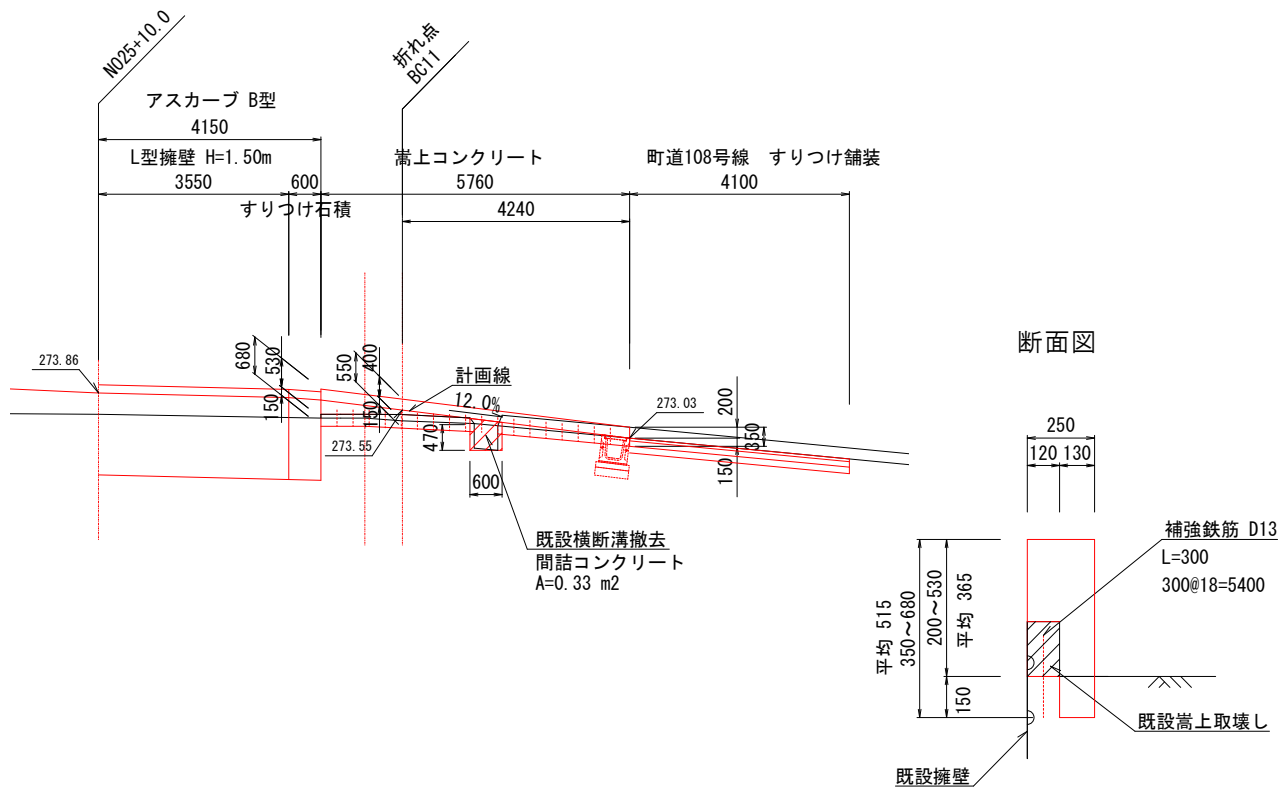 NO25+10.0
折れ点
BC11
アスカーブ B型
4150
L型擁壁 H=1.50m
嵩上コンクリート
町道108号線 すりつけ舗装
3550
600
5760
4100
すりつけ石積
4240
273.86
680
530
150
550
400
150
計画線
12.0%
273.55
470
600
273.03
200
350
150
既設横断溝撤去
間詰コンクリート
A=0.33 m2
断面図
250
120
130
補強鉄筋 D13
L=300
300@18=5400
平均 515
350～680
200～530
平均 365
150
既設嵩上取壊し
既設擁壁